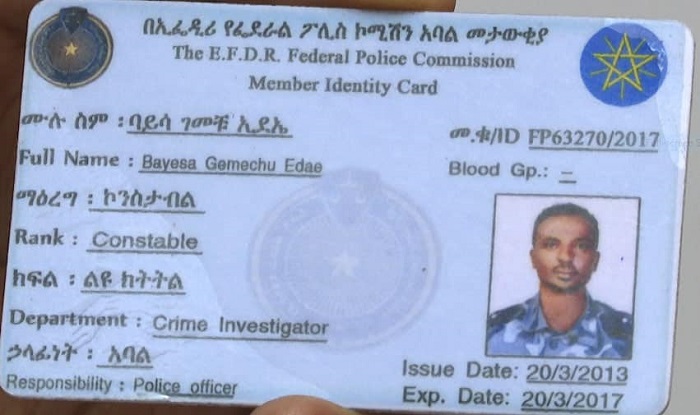 በኢፌዲሪ የፌደራል ፖሊስ ኮሚሽን አባል መታወቂያ
The E.F.D.R. Federal Police Commission
Member Identity Card
ሙሉ ስም : ባይሳ ገመቹ ኢደኤ
መ.ቁ/ID FP63270/2017
Full Name : Bayesa Gemechu Edae
Blood Gp.: –
ማዕረግ : ኮንስታብል
Rank : Constable
ክፍል : ልዩ ክትትል
Department : Crime Investigator
ኃላፊነት : አባል
Responsibility : Police officer
Issue Date: 20/3/2013
Exp. Date: 20/3/2017